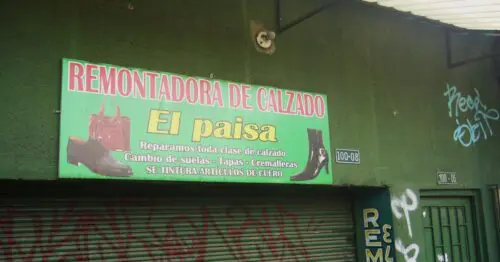 REMONTADORA DE CALZADO
El paisa
Reparamos toda clase de calzado
Cambio de suelas - Tapas - Cremalleras
SE TINTURA ARTICULOS DE CUERO
100-08
REM